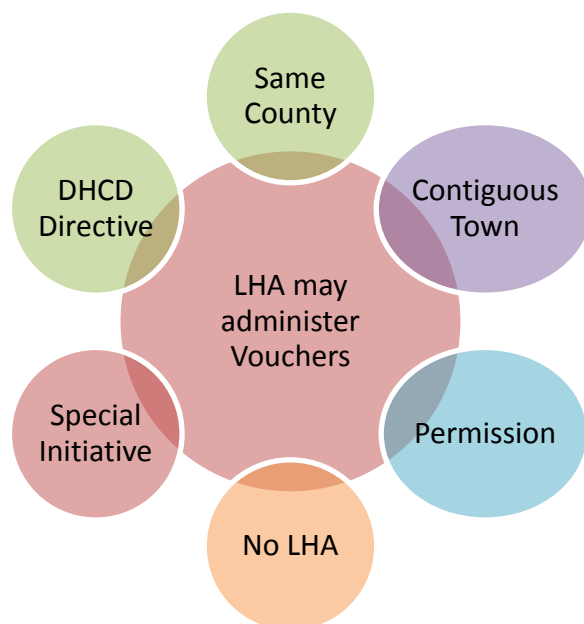 Same
County
DHCD
Directive
Contiguous
Town
LHA may
administer
Vouchers
Special
Initiative
Permission
No LHA